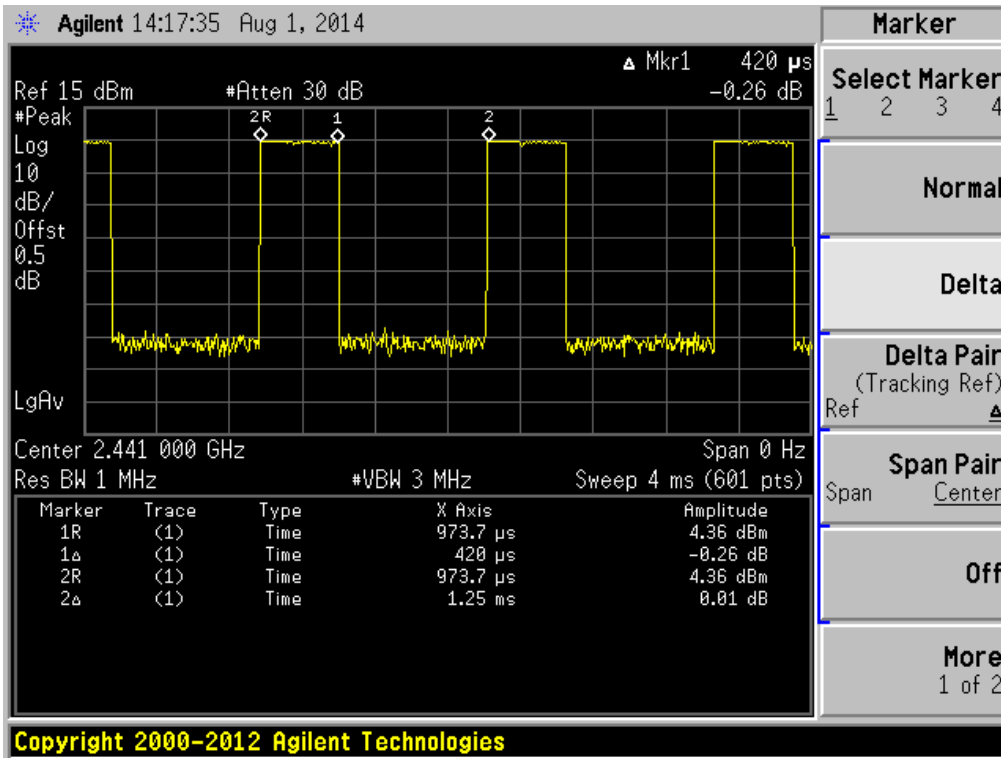 Agilent 14:17:35 Aug 1, 2014
Marker
Δ Mkr1 420 µs
Ref 15 dBm #Atten 30 dB -0.26 dB
#Peak
Log
10
dB/
Offst
0.5
dB
LgAv
2R 1 2
Center 2.441 000 GHz Span 0 Hz
Res BW 1 MHz #VBW 3 MHz Sweep 4 ms (601 pts)
Marker Trace Type X Axis Amplitude
1R (1) Time 973.7 µs 4.36 dBm
1Δ (1) Time 420 µs -0.26 dB
2R (1) Time 973.7 µs 4.36 dBm
2Δ (1) Time 1.25 ms 0.01 dB
Select Marker
1 2 3 4
Normal
Delta
Delta Pair
(Tracking Ref)
Ref Δ
Span Pair
Span Center
Off
More
1 of 2
Copyright 2000-2012 Agilent Technologies